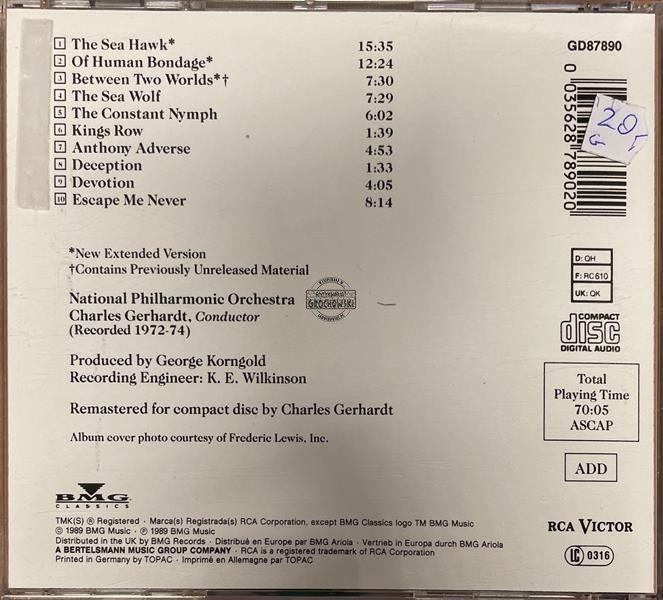 1 The Sea Hawk* 15:35
2 Of Human Bondage* 12:24
3 Between Two Worlds*† 7:30
4 The Sea Wolf 7:29
5 The Constant Nymph 6:02
6 Kings Row 1:39
7 Anthony Adverse 4:53
8 Deception 1:33
9 Devotion 4:05
10 Escape Me Never 8:14
*New Extended Version
†Contains Previously Unreleased Material
National Philharmonic Orchestra
Charles Gerhardt, Conductor
(Recorded 1972-74)
ANTYKWARIAT
GROCHOWSKI
Produced by George Korngold
Recording Engineer: K. E. Wilkinson
Remastered for compact disc by Charles Gerhardt
Album cover photo courtesy of Frederic Lewis, Inc.
BMG
CLASSICS
TMK(S) ® Registered · Marca(s) Registrada(s) RCA Corporation, except BMG Classics logo TM BMG Music
© 1989 BMG Music · ℗ 1989 BMG Music
Distributed in the UK by BMG Records · Distribué en Europe par BMG Ariola · Vertrieb in Europa durch BMG Ariola
A BERTELSMANN MUSIC GROUP COMPANY · RCA is a registered trademark of RCA Corporation
Printed in Germany by TOPAC · Imprimé en Allemagne par TOPAC
GD87890
0 035628 789020
20,
G
D: QH
F: RC 610
UK: QK
COMPACT
disc
DIGITAL AUDIO
Total
Playing Time
70:05
ASCAP
ADD
RCA VICTOR
LC 0316